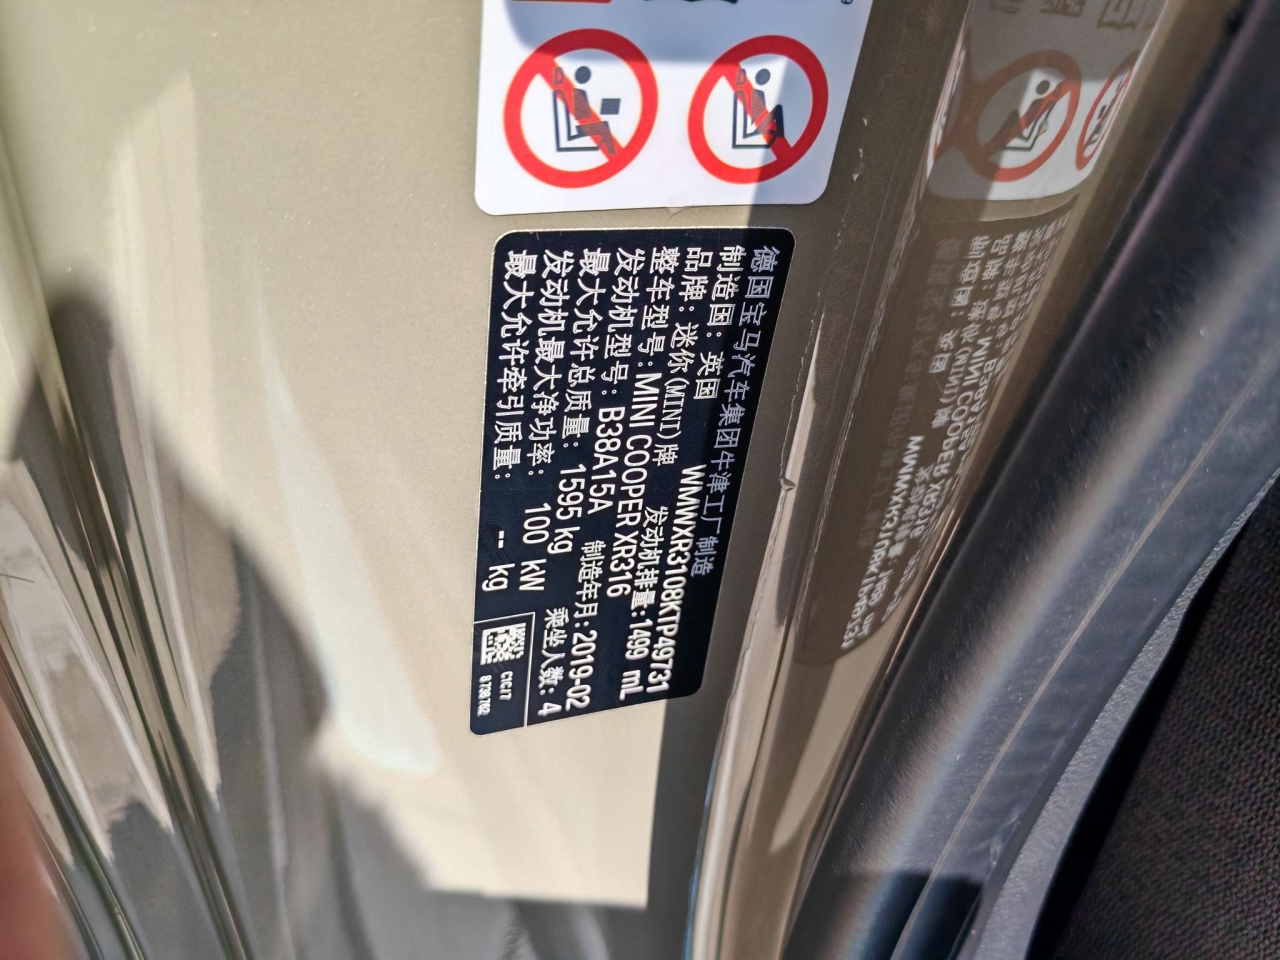 德国宝马汽车集团牛津工厂制造
制造国：英国 WMWXR3108KTP49731
品牌：迷你(MINI)牌 发动机排量：1499 mL
整车型号：MINI COOPER XR316
发动机型号：B38A15A 制造年月：2019-02
最大允许总质量：1595 kg 乘坐人数：4
发动机最大净功率：100 kW
最大允许牵引质量：-- kg
C1CJ7
8738702